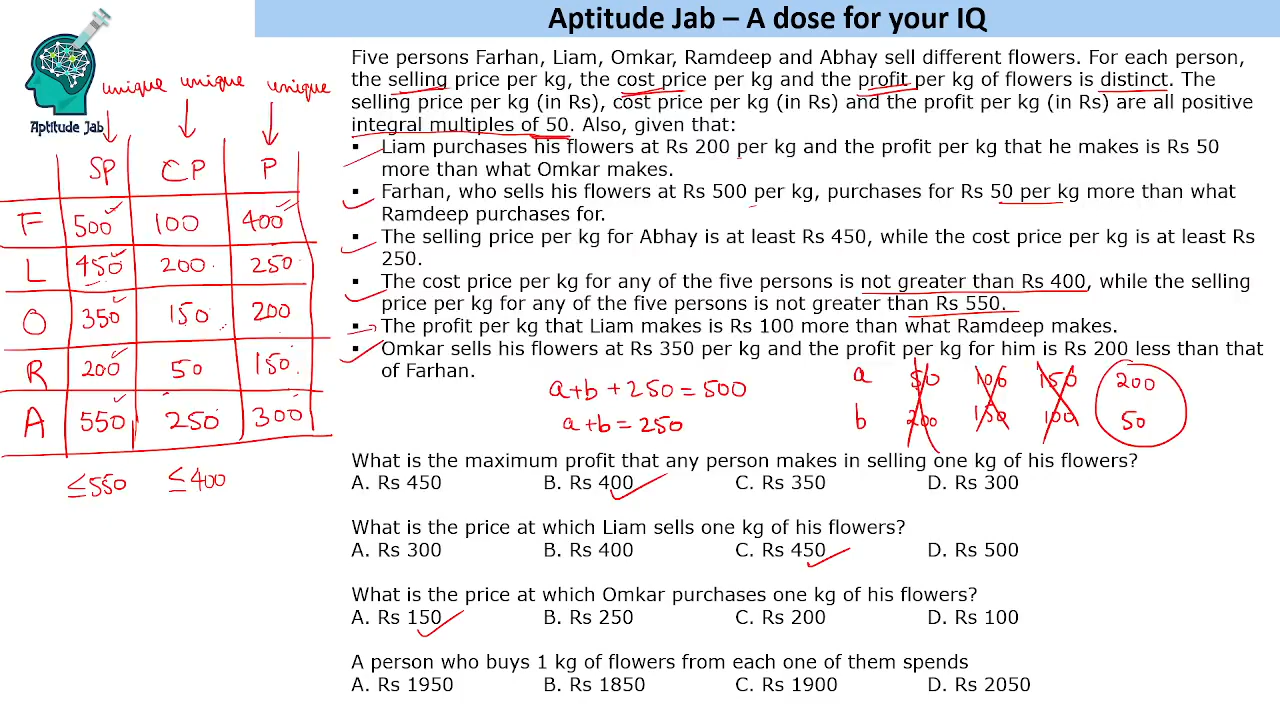 Aptitude Jab – A dose for your IQ
Aptitude Jab
unique unique unique
SP CP P
F 500 100 400
L 450 200 250
O 350 150 200
R 200 50 150
A 550 250 300
≤550 ≤400
Five persons Farhan, Liam, Omkar, Ramdeep and Abhay sell different flowers. For each person,
the selling price per kg, the cost price per kg and the profit per kg of flowers is distinct. The
selling price per kg (in Rs), cost price per kg (in Rs) and the profit per kg (in Rs) are all positive
integral multiples of 50. Also, given that:
▪ Liam purchases his flowers at Rs 200 per kg and the profit per kg that he makes is Rs 50
more than what Omkar makes.
▪ Farhan, who sells his flowers at Rs 500 per kg, purchases for Rs 50 per kg more than what
Ramdeep purchases for.
▪ The selling price per kg for Abhay is at least Rs 450, while the cost price per kg is at least Rs
250.
▪ The cost price per kg for any of the five persons is not greater than Rs 400, while the selling
price per kg for any of the five persons is not greater than Rs 550.
▪ The profit per kg that Liam makes is Rs 100 more than what Ramdeep makes.
▪ Omkar sells his flowers at Rs 350 per kg and the profit per kg for him is Rs 200 less than that
of Farhan.
a+b+250=500
a+b=250
a 50 100 150 200
b 200 150 100 50
What is the maximum profit that any person makes in selling one kg of his flowers?
A. Rs 450 B. Rs 400 C. Rs 350 D. Rs 300
What is the price at which Liam sells one kg of his flowers?
A. Rs 300 B. Rs 400 C. Rs 450 D. Rs 500
What is the price at which Omkar purchases one kg of his flowers?
A. Rs 150 B. Rs 250 C. Rs 200 D. Rs 100
A person who buys 1 kg of flowers from each one of them spends
A. Rs 1950 B. Rs 1850 C. Rs 1900 D. Rs 2050